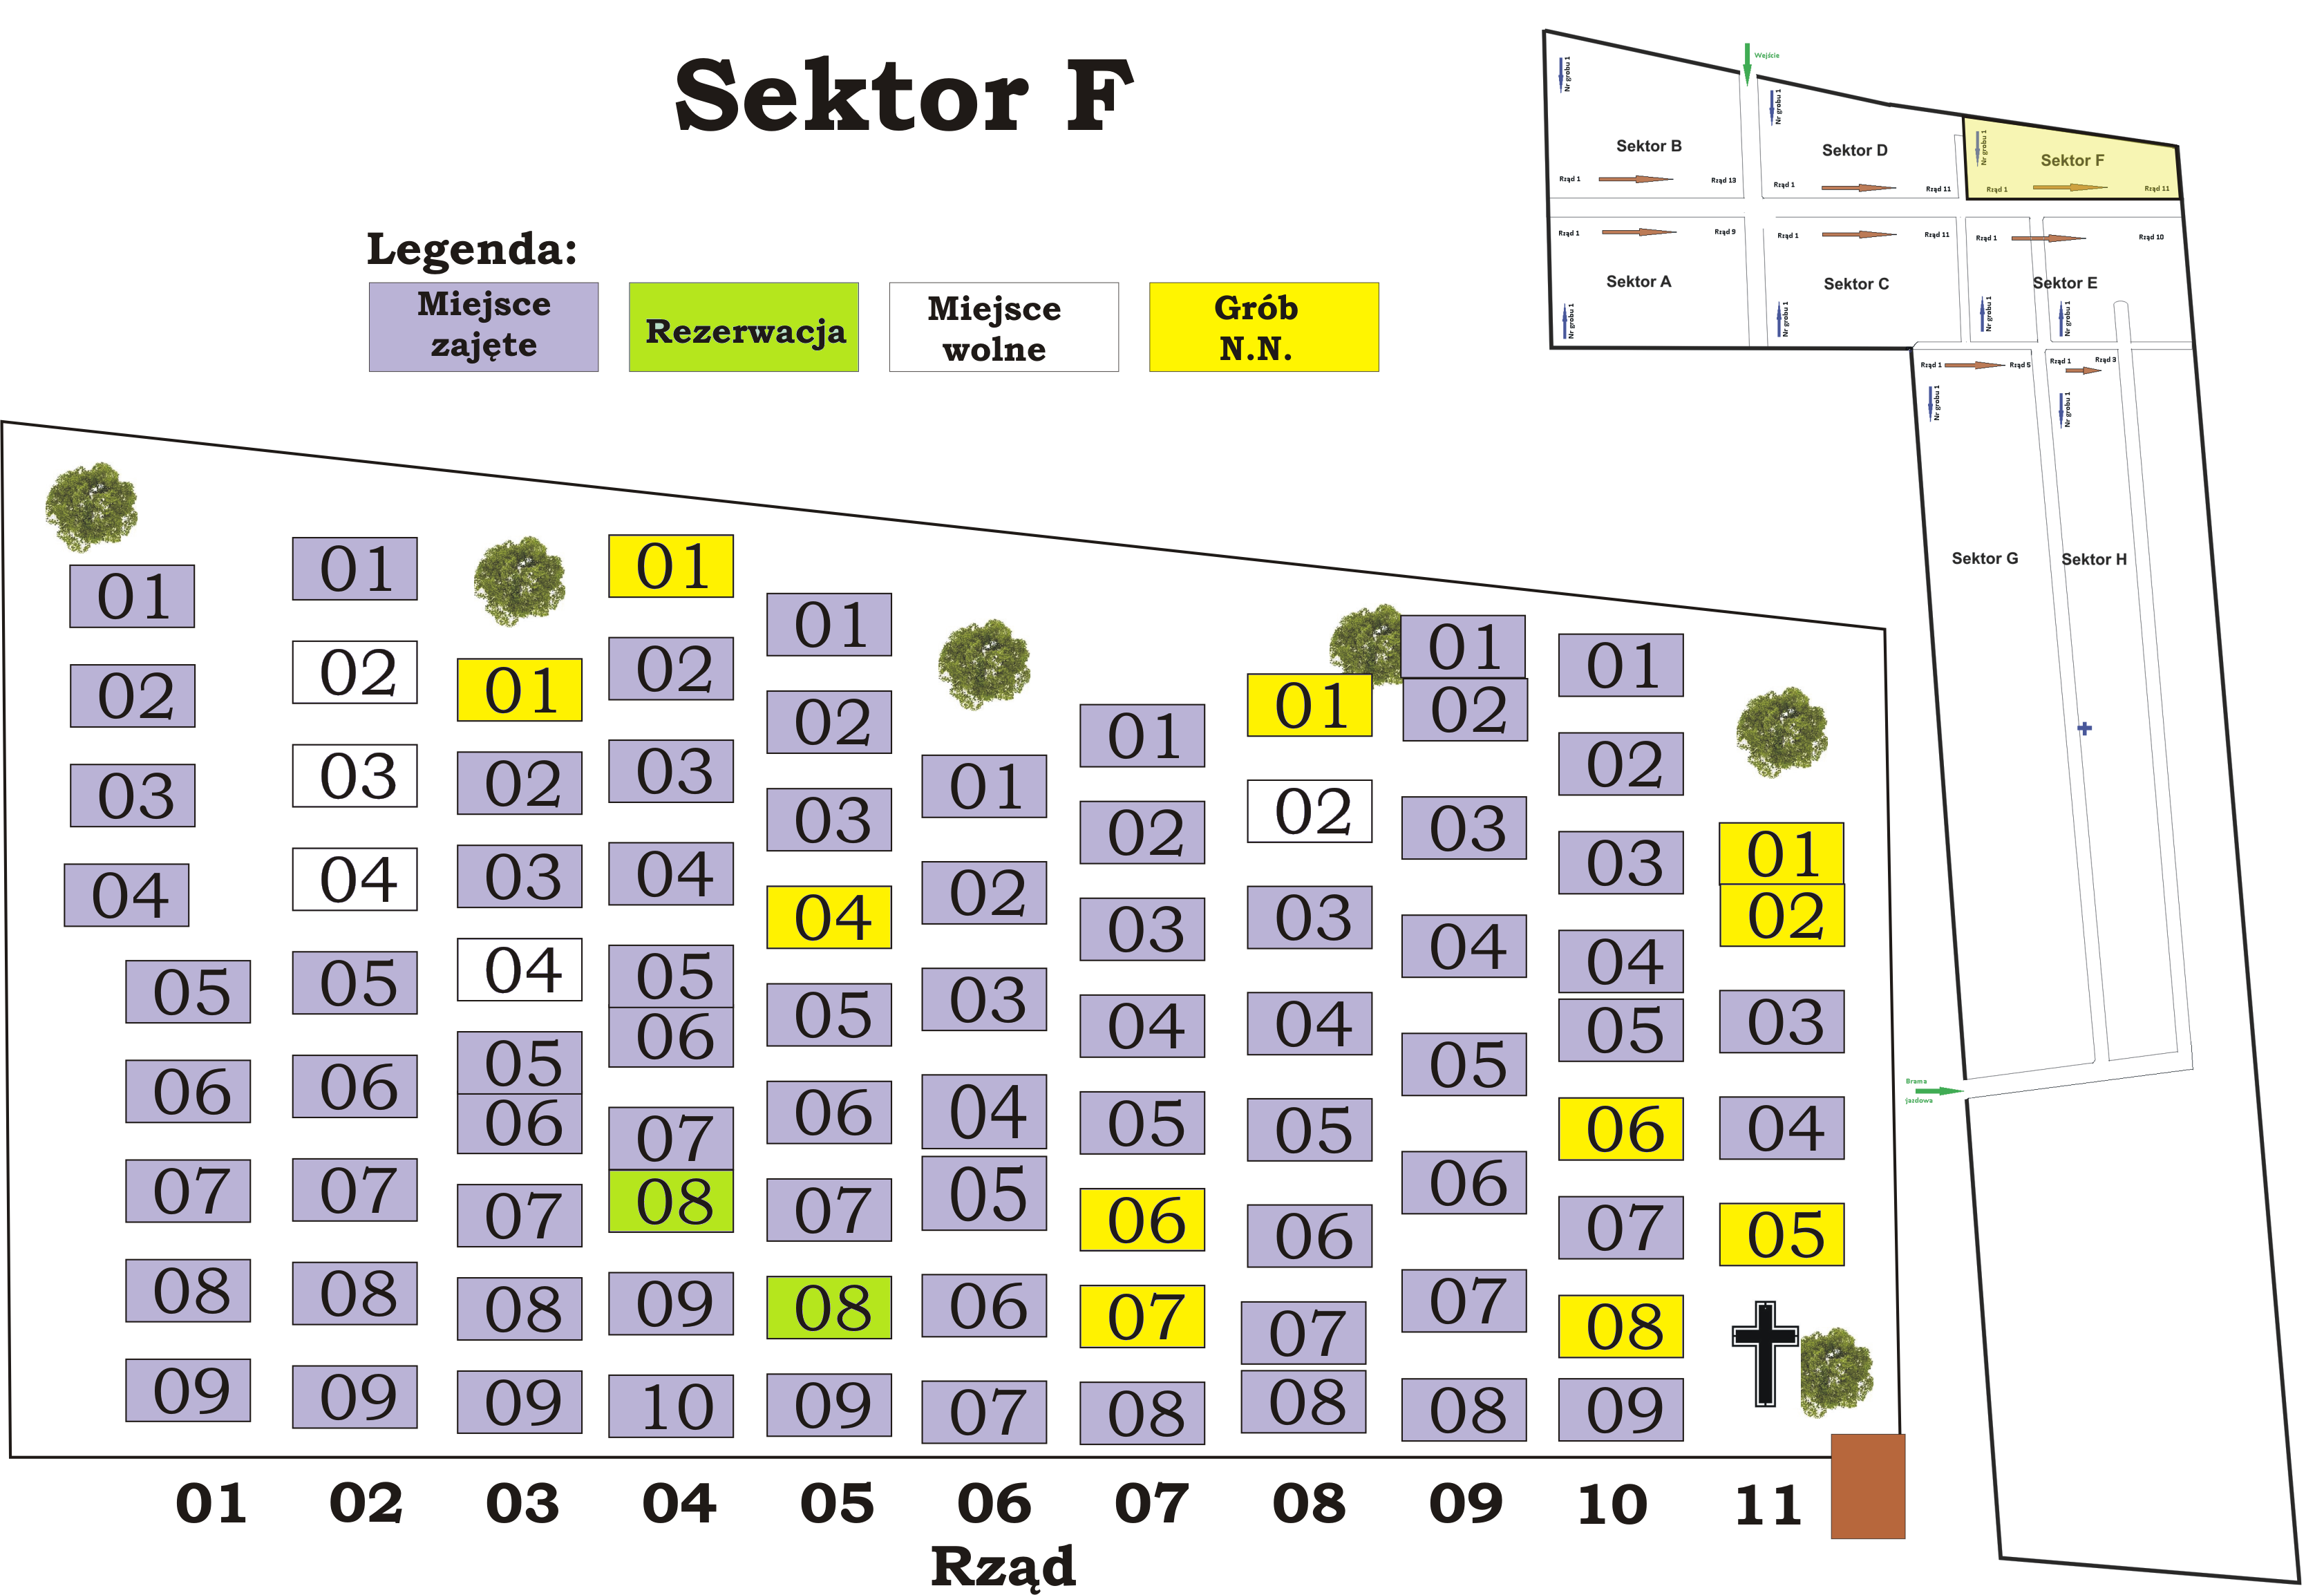 Sektor F
Legenda:
Miejsce
zajęte
Rezerwacja
Miejsce
wolne
Grób
N.N.
Wejście
Nr grobu 1
Nr grobu 1
Nr grobu 1
Sektor B
Sektor D
Sektor F
Rząd 1
Rząd 13
Rząd 1
Rząd 11
Rząd 1
Rząd 11
Rząd 1
Rząd 9
Rząd 1
Rząd 11
Rząd 1
Rząd 10
Sektor A
Sektor C
Sektor E
Nr grobu 1
Nr grobu 1
Nr grobu 1
Nr grobu 1
Rząd 1
Rząd 5
Rząd 1
Rząd 3
Nr grobu 1
Nr grobu 1
Sektor G
Sektor H
Brama
jazdowa
01
02
03
04
05
06
07
08
09
01
02
03
04
05
06
07
08
09
01
02
03
04
05
06
07
08
09
01
02
03
04
05
06
07
08
09
10
01
02
03
04
05
06
07
08
09
01
02
03
04
05
06
07
01
02
03
04
05
06
07
08
01
02
03
04
05
06
07
08
01
02
03
04
05
06
07
08
01
02
03
04
05
06
07
08
09
01
02
03
04
05
01 02 03 04 05 06 07 08 09 10 11
Rząd